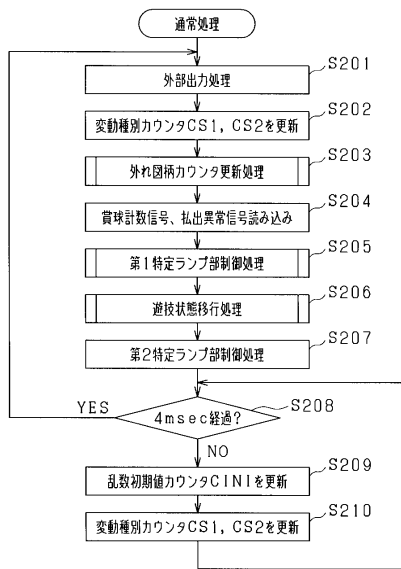 通常処理
S201
外部出力処理
S202
変動種別カウンタCS1,CS2を更新
S203
外れ図柄カウンタ更新処理
S204
賞球計数信号、払出異常信号読み込み
S205
第1特定ランプ部制御処理
S206
遊技状態移行処理
S207
第2特定ランプ部制御処理
YES
S208
4msec経過?
NO
S209
乱数初期値カウンタCINIを更新
S210
変動種別カウンタCS1,CS2を更新